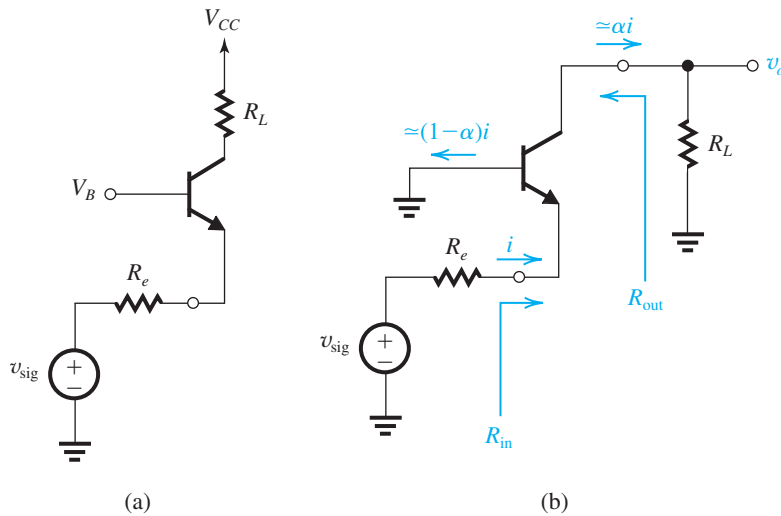 V_CC
R_L
V_B
R_e
v_sig
+
−
(a)
≃αi
v_o
R_L
≃(1−α)i
i
R_e
R_out
v_sig
+
−
R_in
(b)